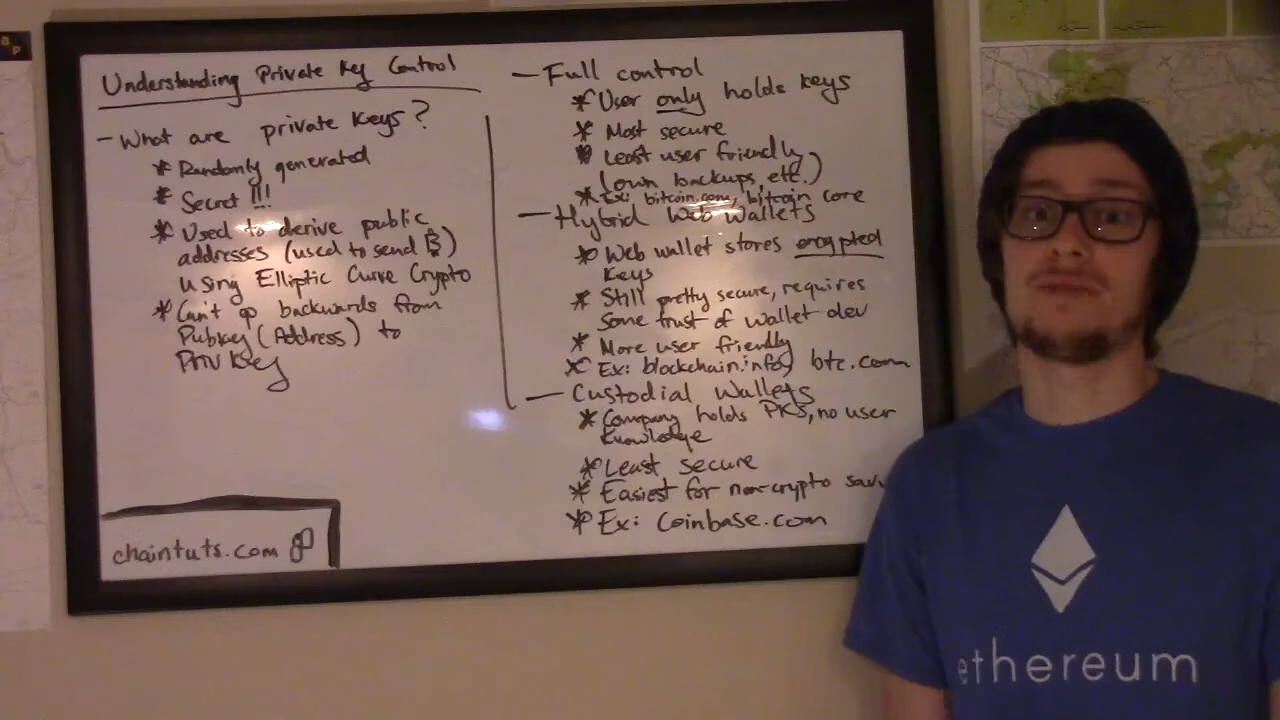 Understanding Private Key Control
- What are private keys?
* Randomly generated
* Secret !!!
* Used to derive public
addresses (used to send ₿)
using Elliptic Curve Crypto
* Can't go backwards from
Pubkey (Address) to
Priv Key
chaintuts.com
- Full control
* User only holds keys
* Most secure
* Least user friendly
(own backups, etc.)
* Ex: bitcoin.com, bitcoin core
- Hybrid Web Wallets
* Web wallet stores encrypted
keys
* Still pretty secure, requires
some trust of wallet dev
* More user friendly
* Ex: blockchain.info, btc.com
- Custodial Wallets
* Company holds PKs, no user
knowledge
* Least secure
* Easiest for non-crypto
* Ex: Coinbase.com
ethereum